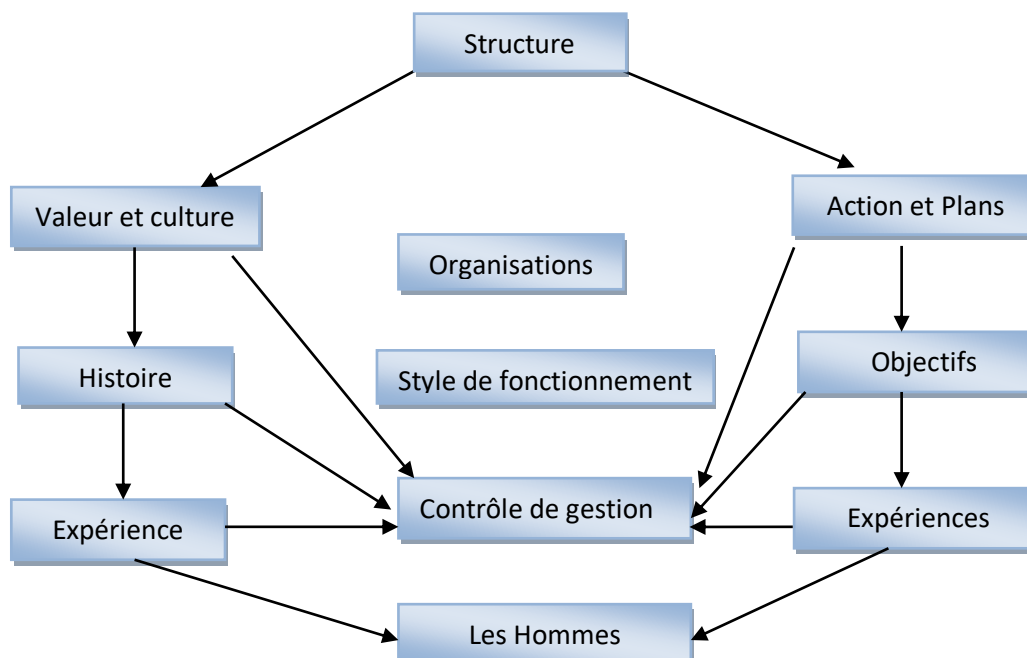 Structure
Valeur et culture
Action et Plans
Organisations
Histoire
Style de fonctionnement
Objectifs
Expérience
Contrôle de gestion
Expériences
Les Hommes